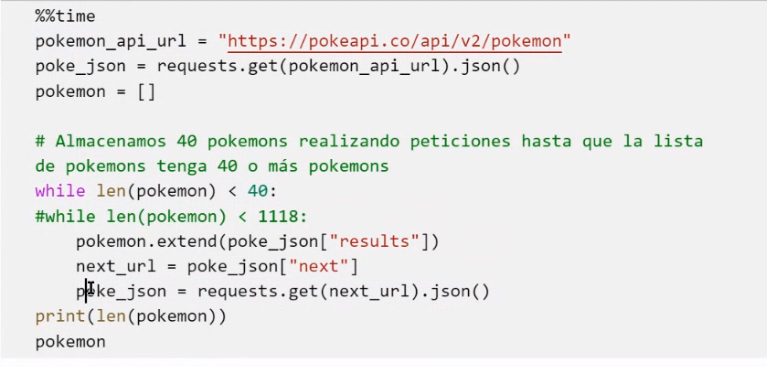 %%time
pokemon_api_url = "https://pokeapi.co/api/v2/pokemon"
poke_json = requests.get(pokemon_api_url).json()
pokemon = []
# Almacenamos 40 pokemons realizando peticiones hasta que la lista
de pokemons tenga 40 o más pokemons
while len(pokemon) < 40:
#while len(pokemon) < 1118:
    pokemon.extend(poke_json["results"])
    next_url = poke_json["next"]
    poke_json = requests.get(next_url).json()
print(len(pokemon))
pokemon